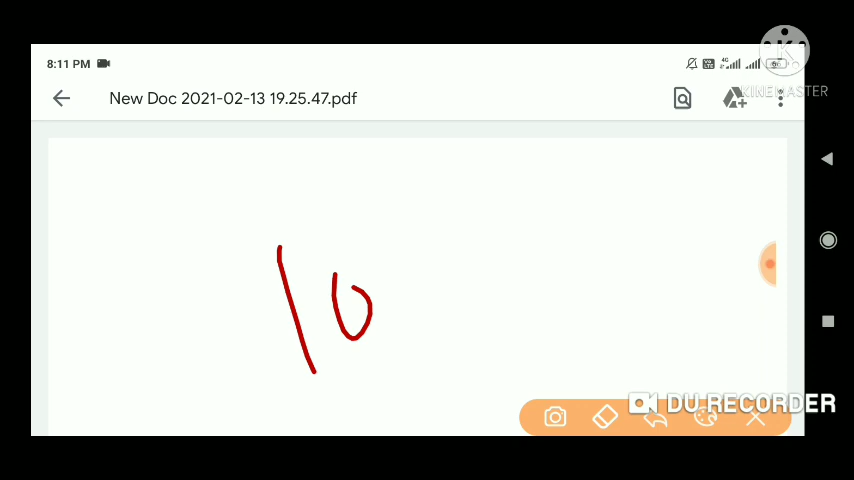 8:11 PM
New Doc 2021-02-13 19.25.47.pdf
KINEMASTER
10
DU RECORDER